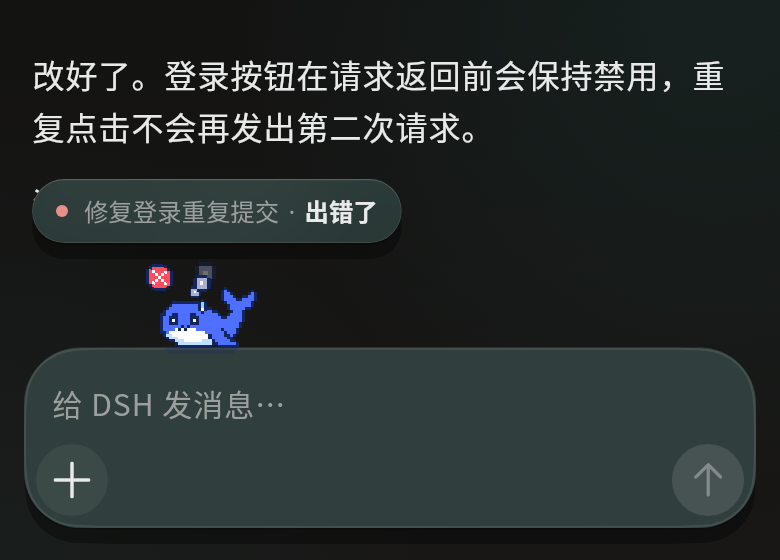 改好了。登录按钮在请求返回前会保持禁用，重
复点击不会再发出第二次请求。
修复登录重复提交 · 出错了
给 DSH 发消息…